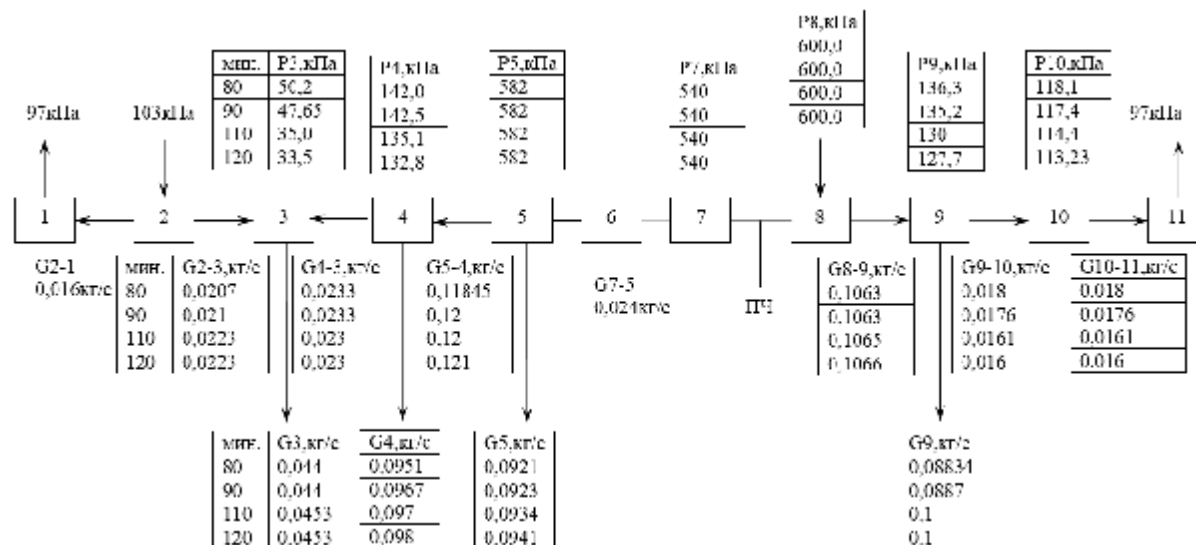 P8,кПа
600,0
600,0
600,0
600,0
мин. P3,кПа
80 50,2
90 47,65
110 35,0
120 33,5
P4,кПа
142,0
142,5
135,1
132,8
P5,кПа
582
582
582
582
P7,кПа
540
540
540
540
P9,кПа
136,3
135,2
130
127,7
P10,кПа
118,1
117,4
114,4
113,23
97кПа
103кПа
97кПа
1 2 3 4 5 6 7 8 9 10 11
G2-1
0,016кг/с
мин. G2-3,кг/с
80 0,0207
90 0,021
110 0,0223
120 0,0223
G4-3,кг/с
0,0233
0,0233
0,023
0,023
G5-4,кг/с
0,11845
0,12
0,12
0,121
G7-5
0,024кг/с
ПЧ
G8-9,кг/с
0,1063
0,1063
0,1065
0,1066
G9-10,кг/с
0,018
0,0176
0,0161
0,016
G10-11,кг/с
0,018
0,0176
0,0161
0,016
мин. G3,кг/с
80 0,044
90 0,044
110 0,0453
120 0,0453
G4,кг/с
0,0951
0,0967
0,097
0,098
G5,кг/с
0,0921
0,0923
0,0934
0,0941
G9,кг/с
0,08834
0,0887
0,1
0,1